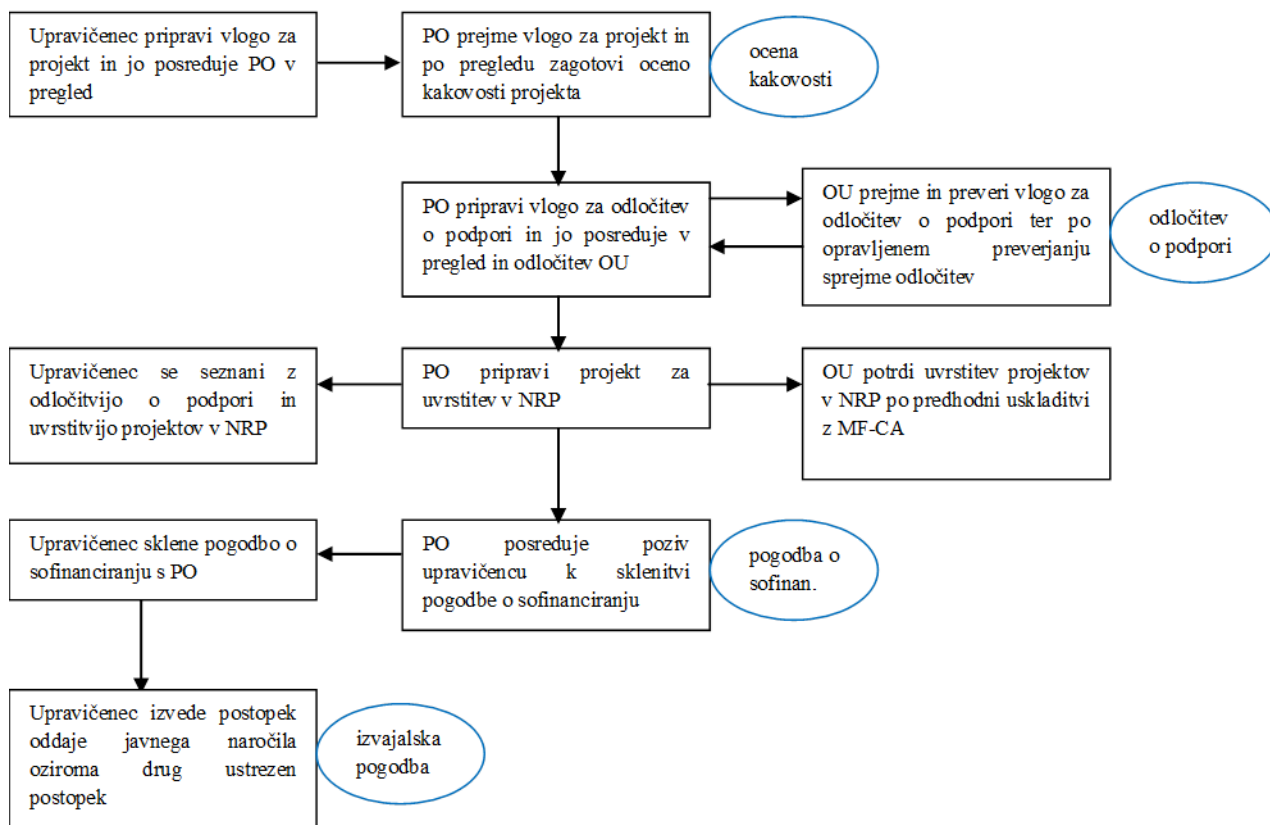 Upravičenec pripravi vlogo za
projekt in jo posreduje PO v
pregled
PO prejme vlogo za projekt in
po pregledu zagotovi oceno
kakovosti projekta
ocena
kakovosti
PO pripravi vlogo za odločitev
o podpori in jo posreduje v
pregled in odločitev OU
OU prejme in preveri vlogo za
odločitev o podpori ter po
opravljenem preverjanju
sprejme odločitev
odločitev
o podpori
Upravičenec se seznani z
odločitvijo o podpori in
uvrstitvijo projektov v NRP
PO pripravi projekt za
uvrstitev v NRP
OU potrdi uvrstitev projektov
v NRP po predhodni uskladitvi
z MF-CA
Upravičenec sklene pogodbo o
sofinanciranju s PO
PO posreduje poziv
upravičencu k sklenitvi
pogodbe o sofinanciranju
pogodba o
sofinan.
Upravičenec izvede postopek
oddaje javnega naročila
oziroma drug ustrezen
postopek
izvajalska
pogodba